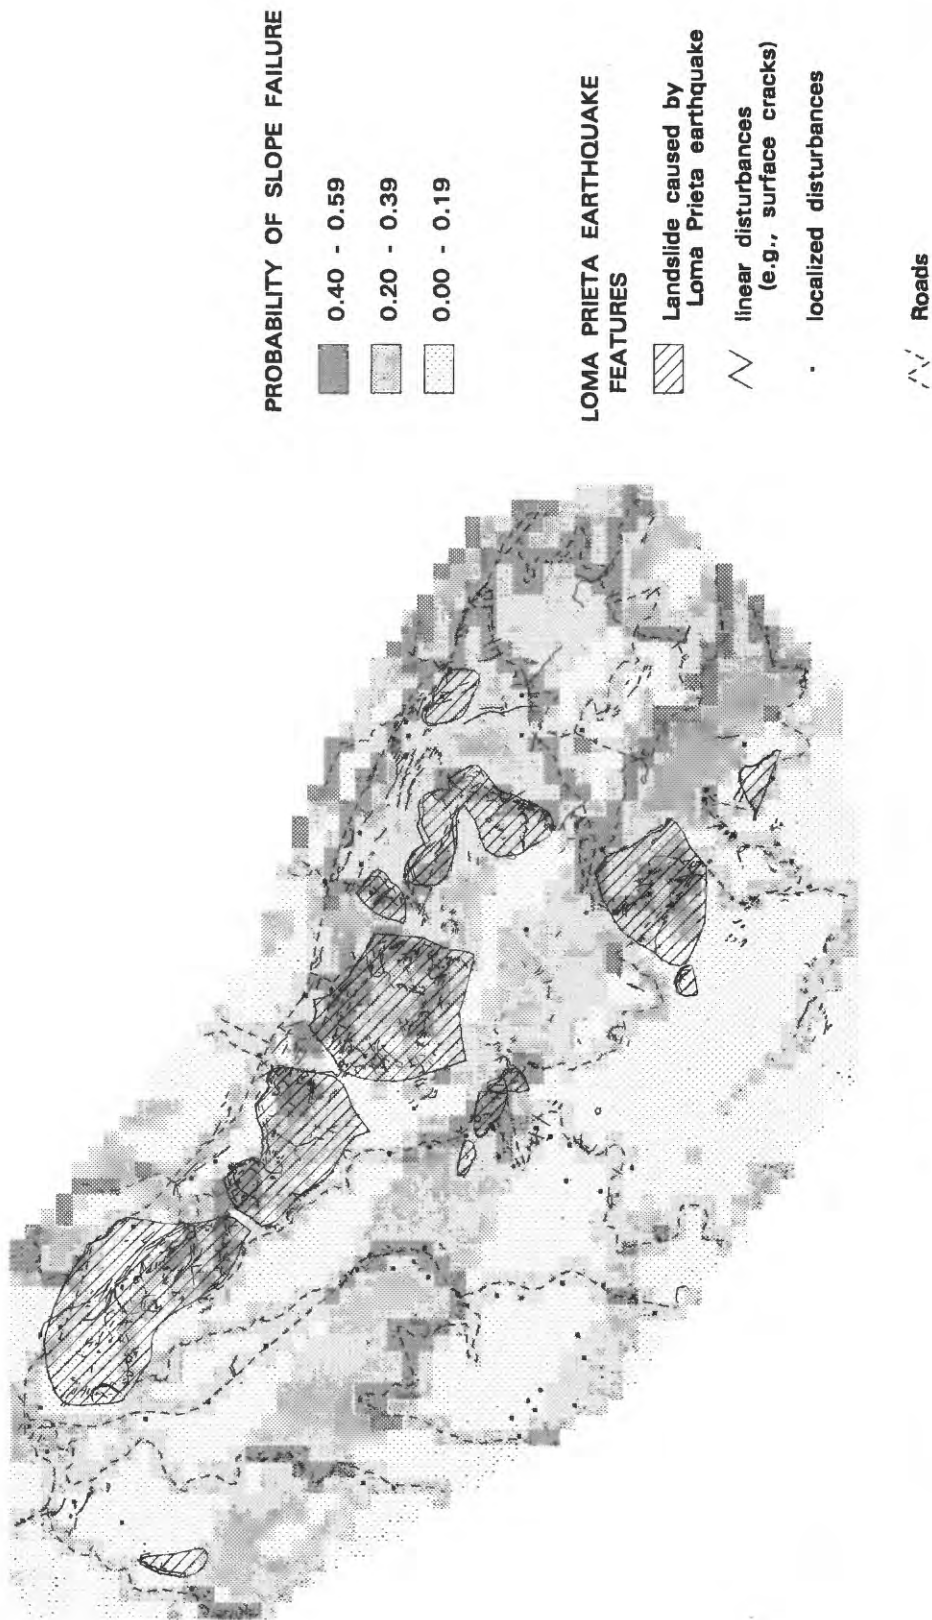 PROBABILITY OF SLOPE FAILURE
0.40 - 0.59
0.20 - 0.39
0.00 - 0.19
LOMA PRIETA EARTHQUAKE
FEATURES
Landslide caused by
Loma Prieta earthquake
linear disturbances
(e.g., surface cracks)
localized disturbances
Roads